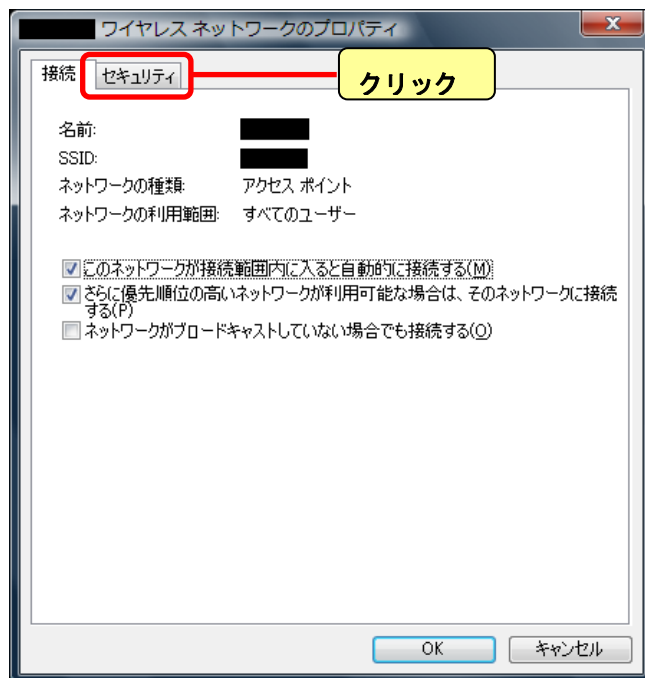 ワイヤレス ネットワークのプロパティ
接続
セキュリティ
クリック
名前:
SSID:
ネットワークの種類: アクセス ポイント
ネットワークの利用範囲: すべてのユーザー
このネットワークが接続範囲内に入ると自動的に接続する(M)
さらに優先順位の高いネットワークが利用可能な場合は、そのネットワークに接続
する(P)
ネットワークがブロードキャストしていない場合でも接続する(O)
OK
キャンセル